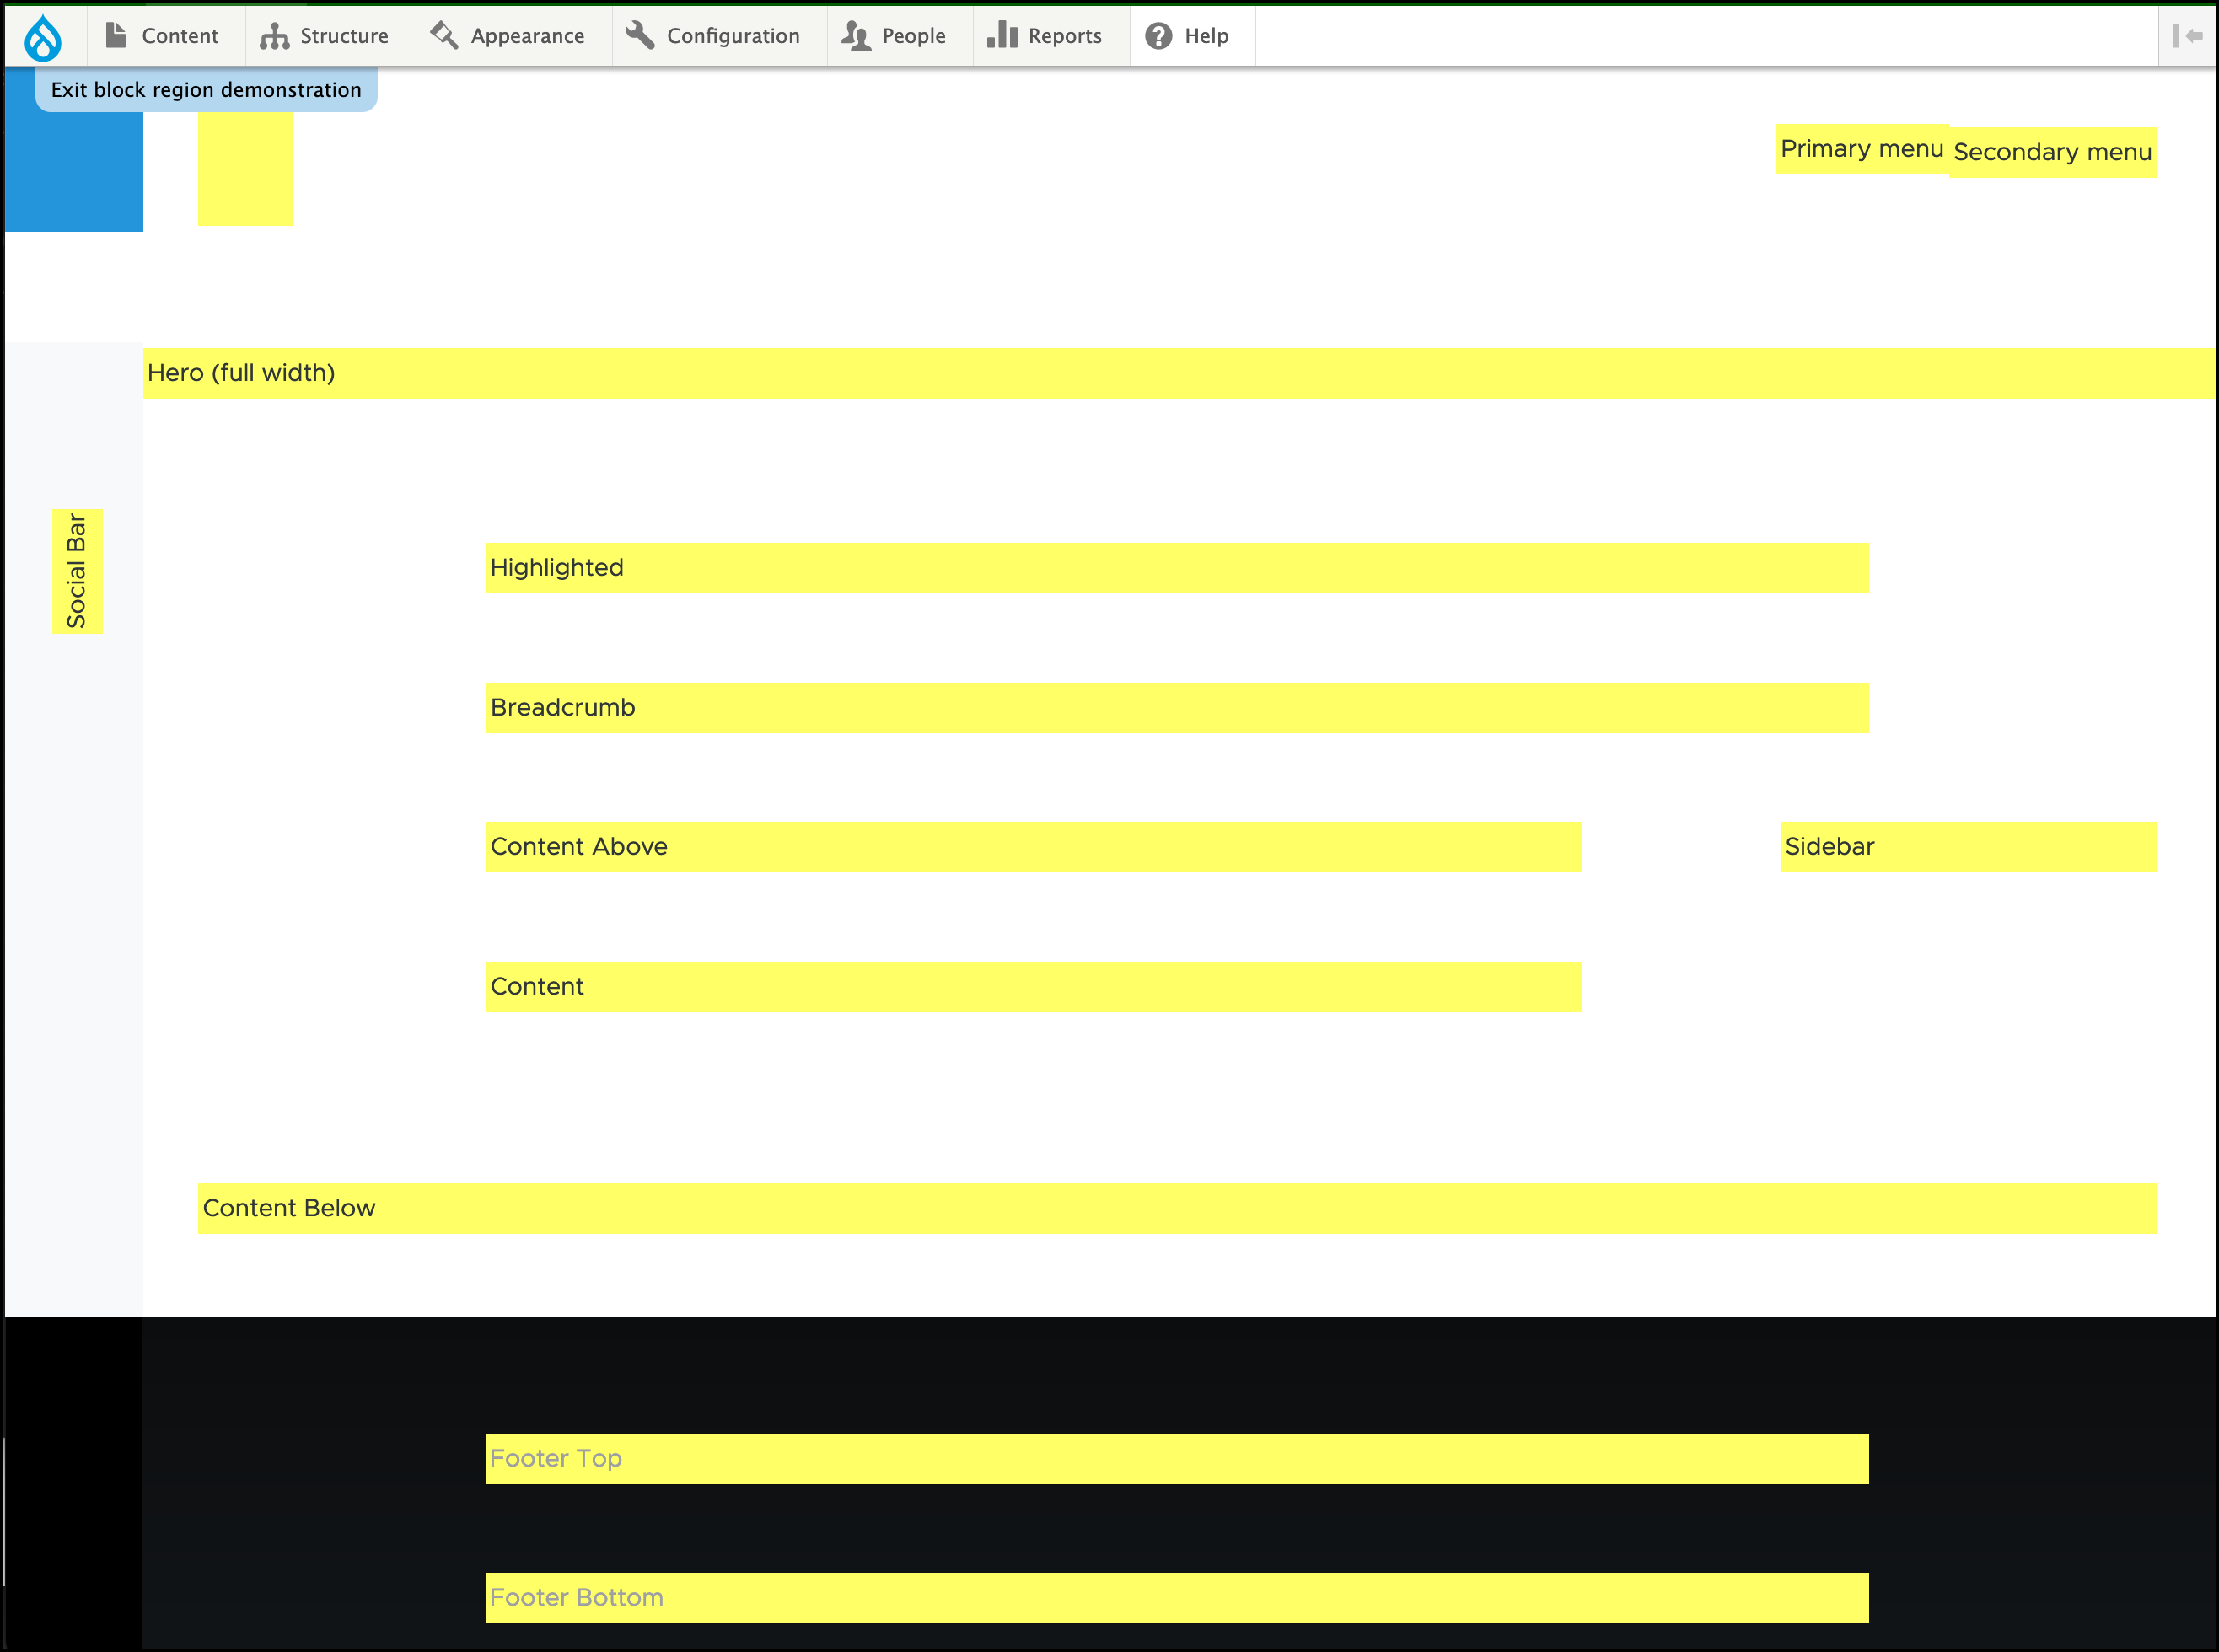 Content Structure Appearance Configuration People Reports Help
Exit block region demonstration
Primary menu Secondary menu
Hero (full width)
Social Bar
Highlighted
Breadcrumb
Content Above Sidebar
Content
Content Below
Footer Top
Footer Bottom